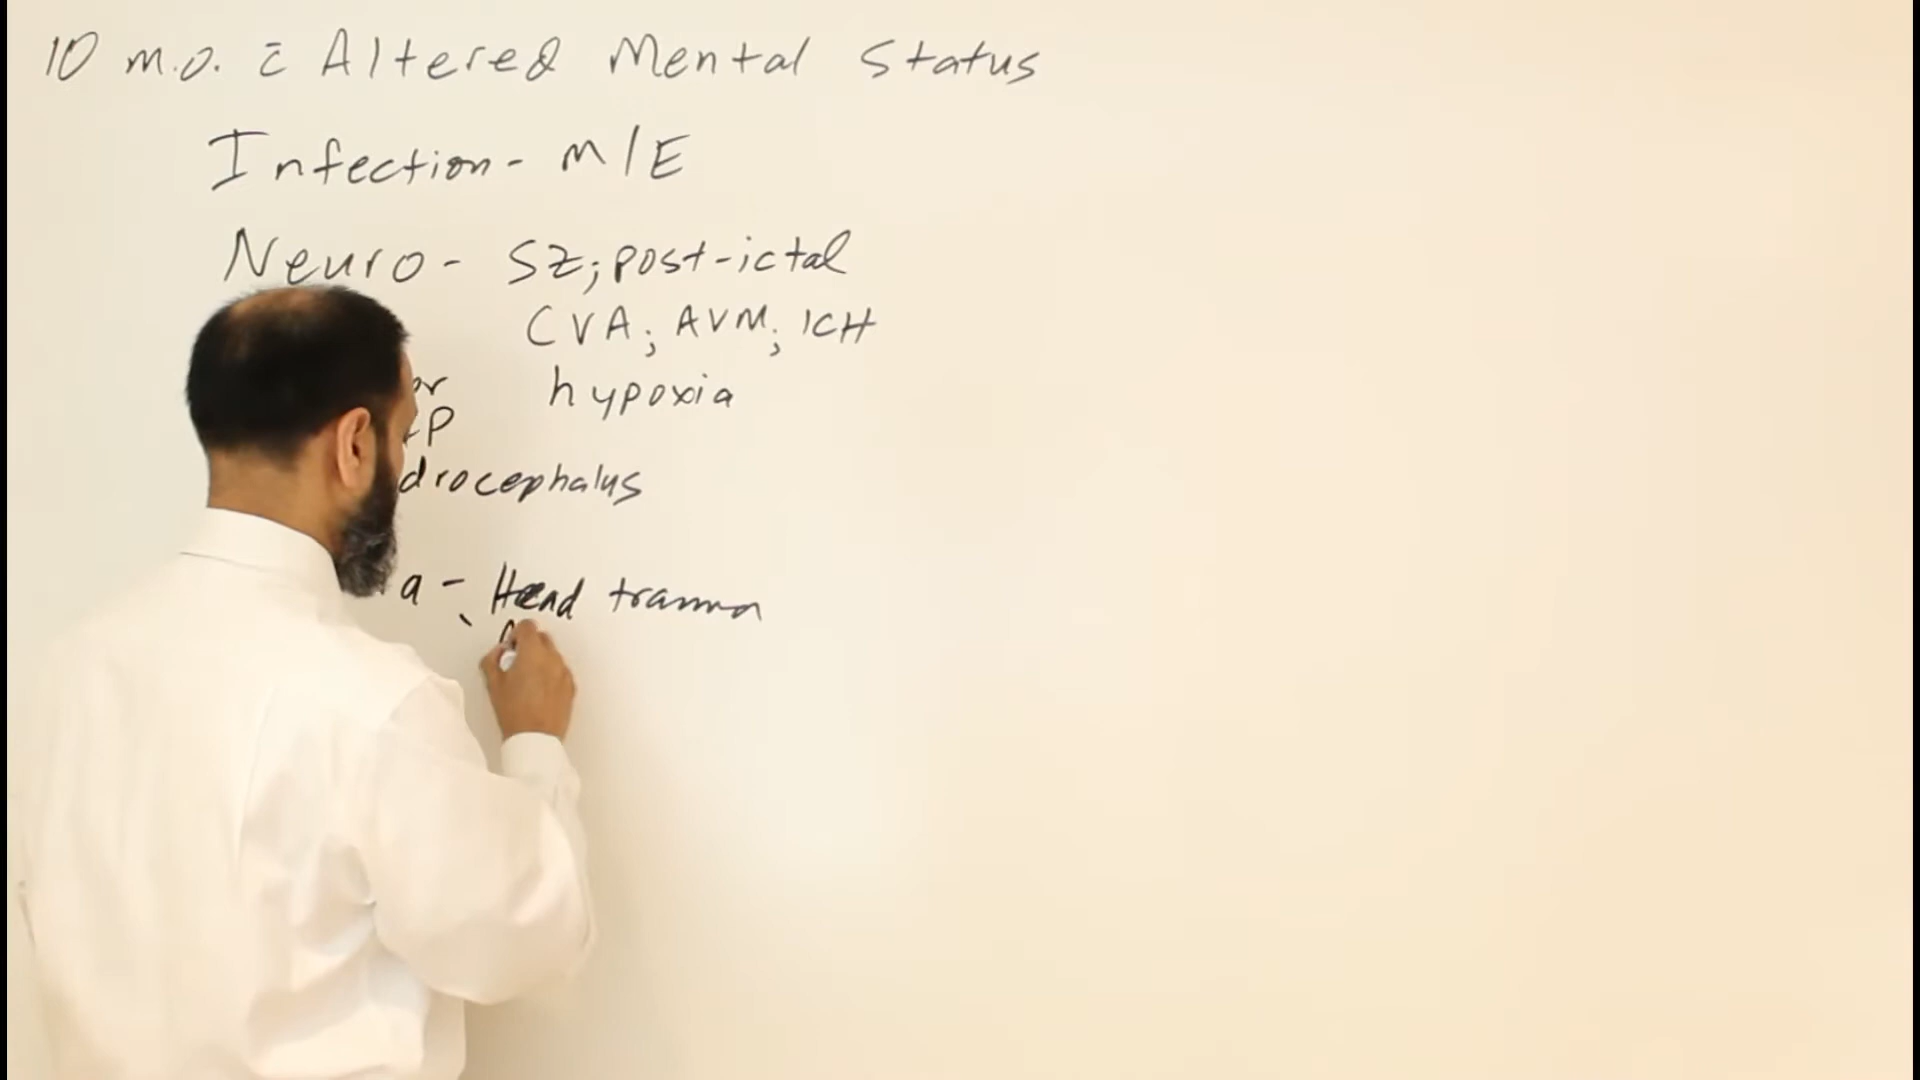 10 m.o. c̄ Altered Mental Status
Infection - M/E
Neuro - SZ; post-ictal
CVA; AVM; ICH
hypoxia
drocephalus
a - Head trauma